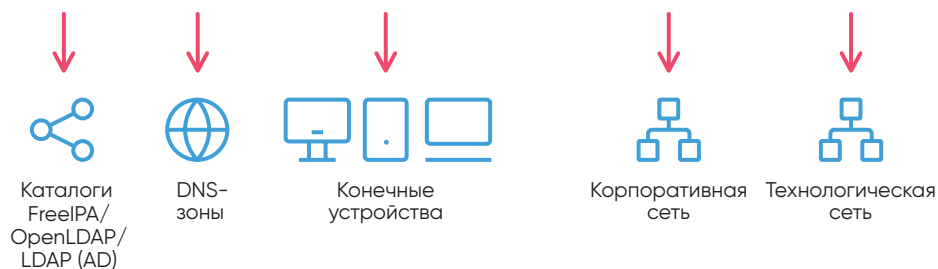 Каталоги
FreeIPA/
OpenLDAP/
LDAP (AD)
DNS-
зоны
Конечные
устройства
Корпоративная
сеть
Технологическая
сеть